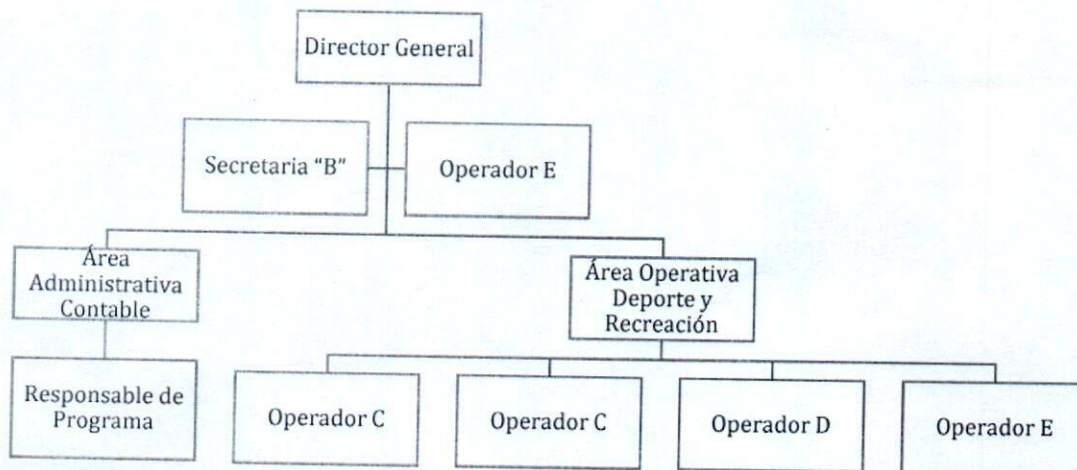 Director General
Secretaria “B”
Operador E
Área
Administrativa
Contable
Área Operativa
Deporte y
Recreación
Responsable de
Programa
Operador C
Operador C
Operador D
Operador E